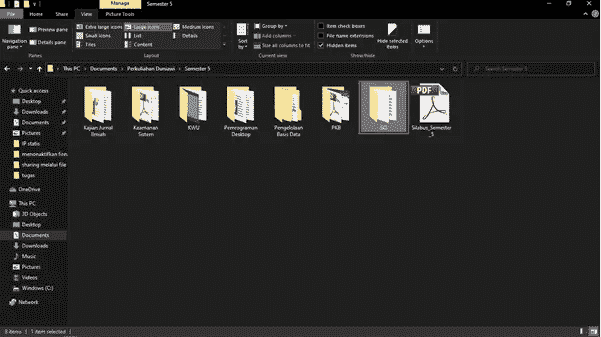 Manage
Semester 5
File
Home
Share
View
Picture Tools
Navigation pane
Preview pane
Details pane
Extra large icons
Large icons
Medium icons
Small icons
List
Details
Tiles
Content
Sort by
Group by
Add columns
Size all columns to fit
Item check boxes
File name extensions
Hidden items
Hide selected items
Options
Panes
Layout
Current view
Show/hide
This PC > Documents > Perkuliahan Duniawi > Semester 5
Search Semester 5
Quick access
Desktop
Downloads
Documents
Pictures
IP statis
menonaktifkan
sharing melalui
tugas
OneDrive
This PC
3D Objects
Desktop
Documents
Downloads
Music
Pictures
Videos
Windows (C:)
Network
Kajian Jurnal Ilmiah
Keamanan Sistem
KWU
Pemrograman Desktop
Pengelolaan Basis Data
PKB
PDF
Silabus_Semester_5
8 items
1 item selected